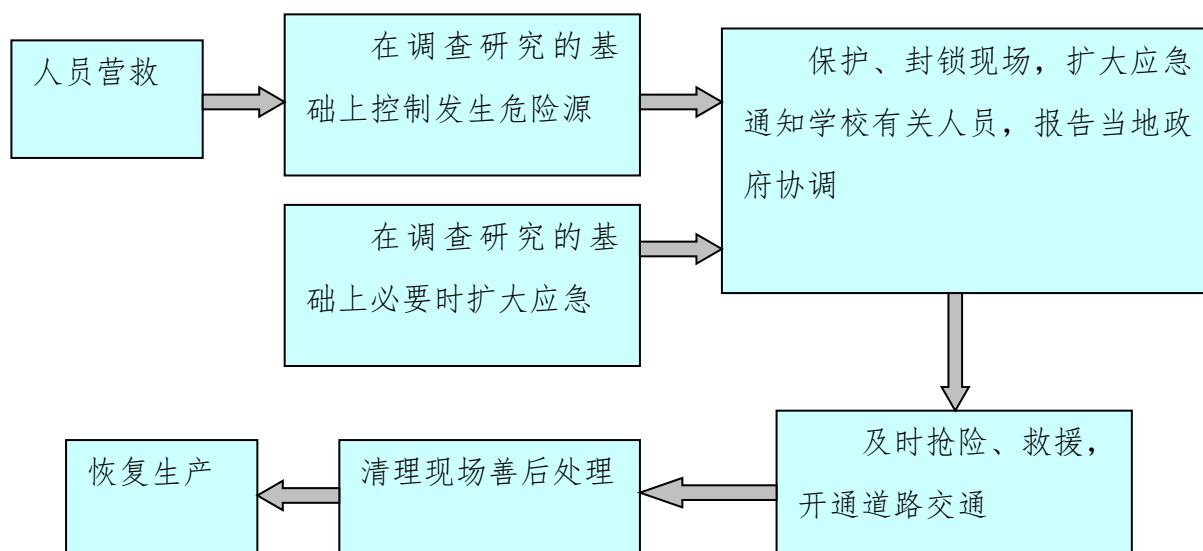 人员营救
在调查研究的基
础上控制发生危险源
保护、封锁现场，扩大应急
通知学校有关人员，报告当地政
府协调
在调查研究的基
础上必要时扩大应急
及时抢险、救援，
开通道路交通
清理现场善后处理
恢复生产